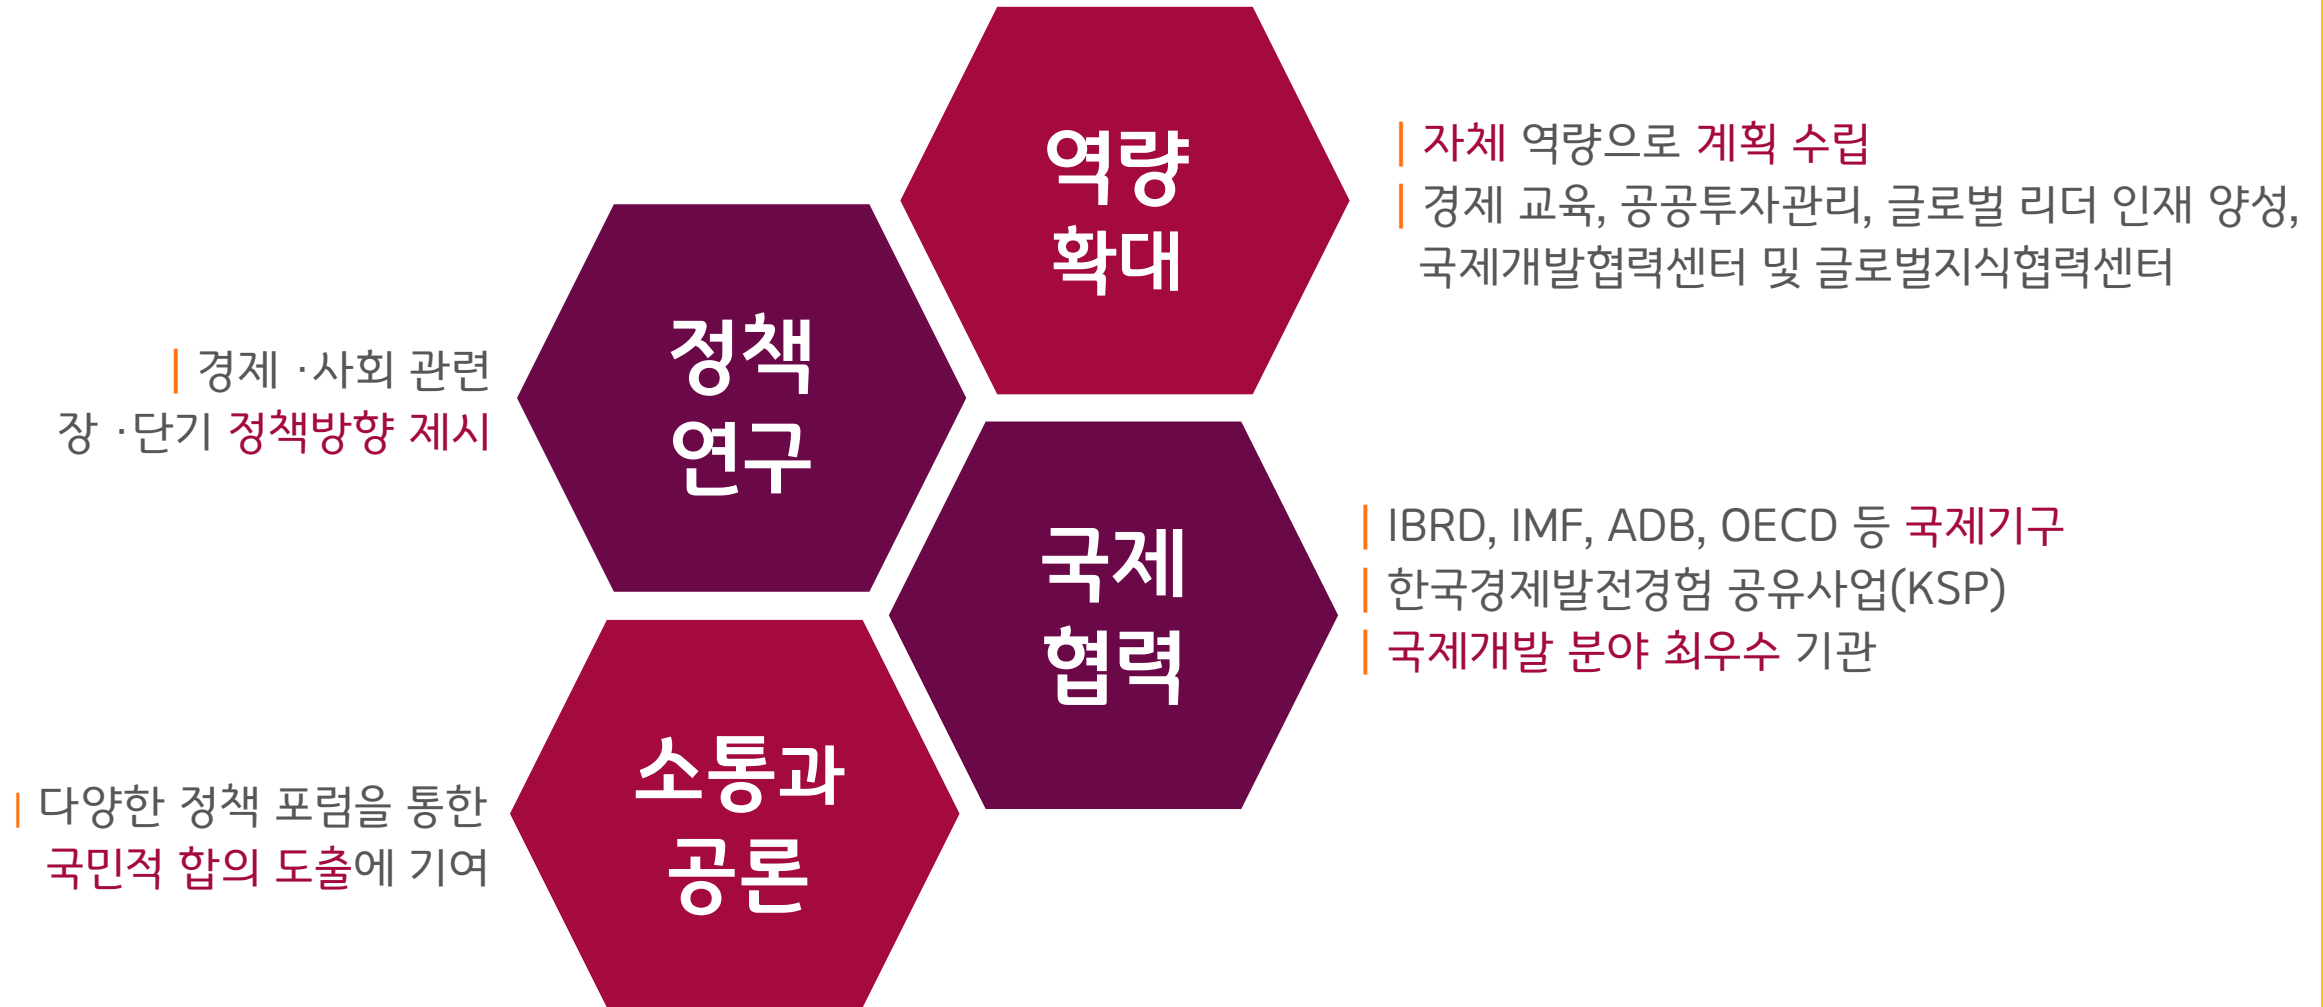 역량
확대
자체 역량으로 계획 수립
경제 교육, 공공투자관리, 글로벌 리더 인재 양성,
국제개발협력센터 및 글로벌지식협력센터
정책
연구
경제 ·사회 관련
장 ·단기 정책방향 제시
국제
협력
IBRD, IMF, ADB, OECD 등 국제기구
한국경제발전경험 공유사업(KSP)
국제개발 분야 최우수 기관
소통과
공론
다양한 정책 포럼을 통한
국민적 합의 도출에 기여